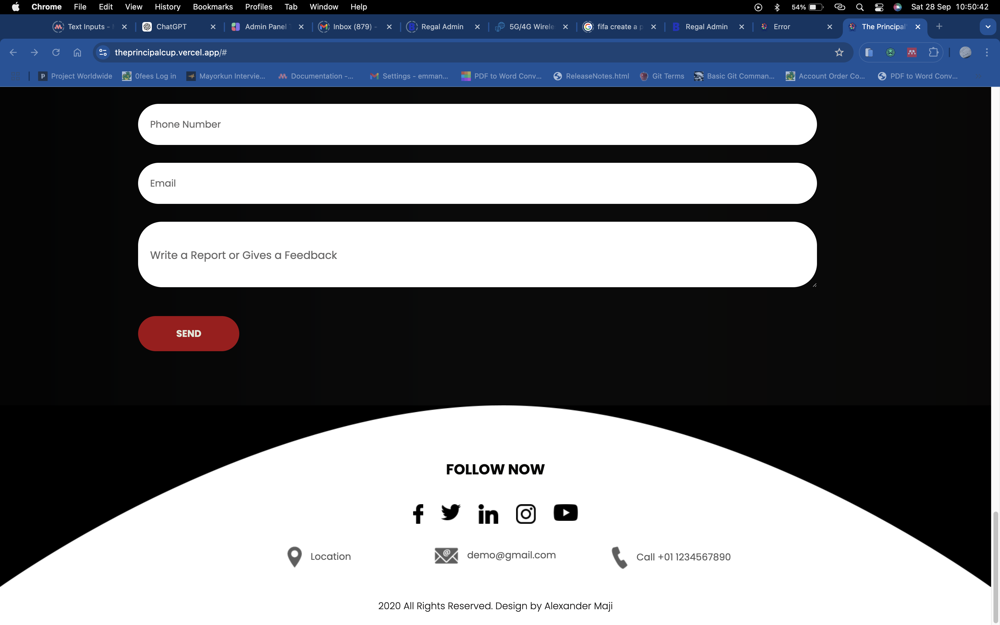 Chrome File Edit View History Bookmarks Profiles Tab Window Help 54% Sat 28 Sep 10:50:42
Text Inputs - ChatGPT Admin Panel Inbox (879) - Regal Admin 5G/4G Wirele fifa create a p Regal Admin Error The Principal'
theprincipalcup.vercel.app/#
Project Worldwide 0fees Log in Mayorkun Intervie... Documentation -... Settings - emman... PDF to Word Conv... ReleaseNotes.html Git Terms Basic Git Comman... Account Order Co... PDF to Word Conv...
Phone Number
Email
Write a Report or Gives a Feedback
SEND
FOLLOW NOW
Location demo@gmail.com Call +01 1234567890
2020 All Rights Reserved. Design by Alexander Maji